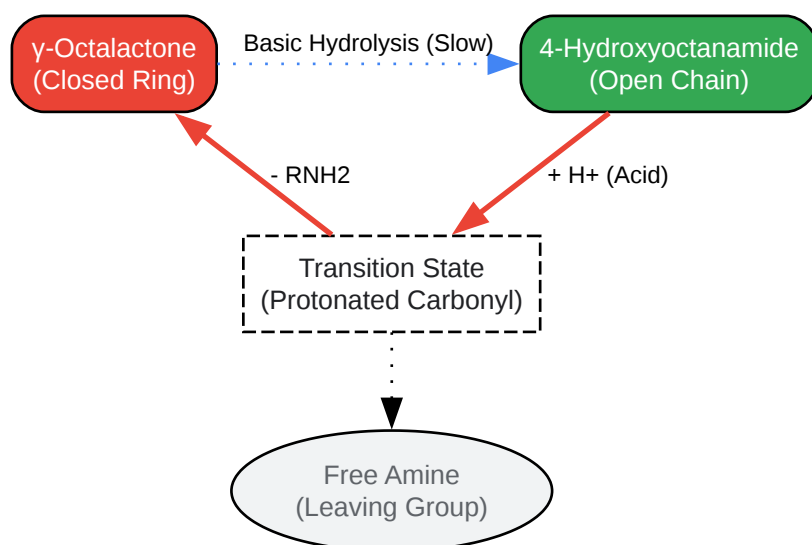 γ-Octalactone
(Closed Ring)
Basic Hydrolysis (Slow)
4-Hydroxyoctanamide
(Open Chain)
- RNH2
+ H+ (Acid)
Transition State
(Protonated Carbonyl)
Free Amine
(Leaving Group)